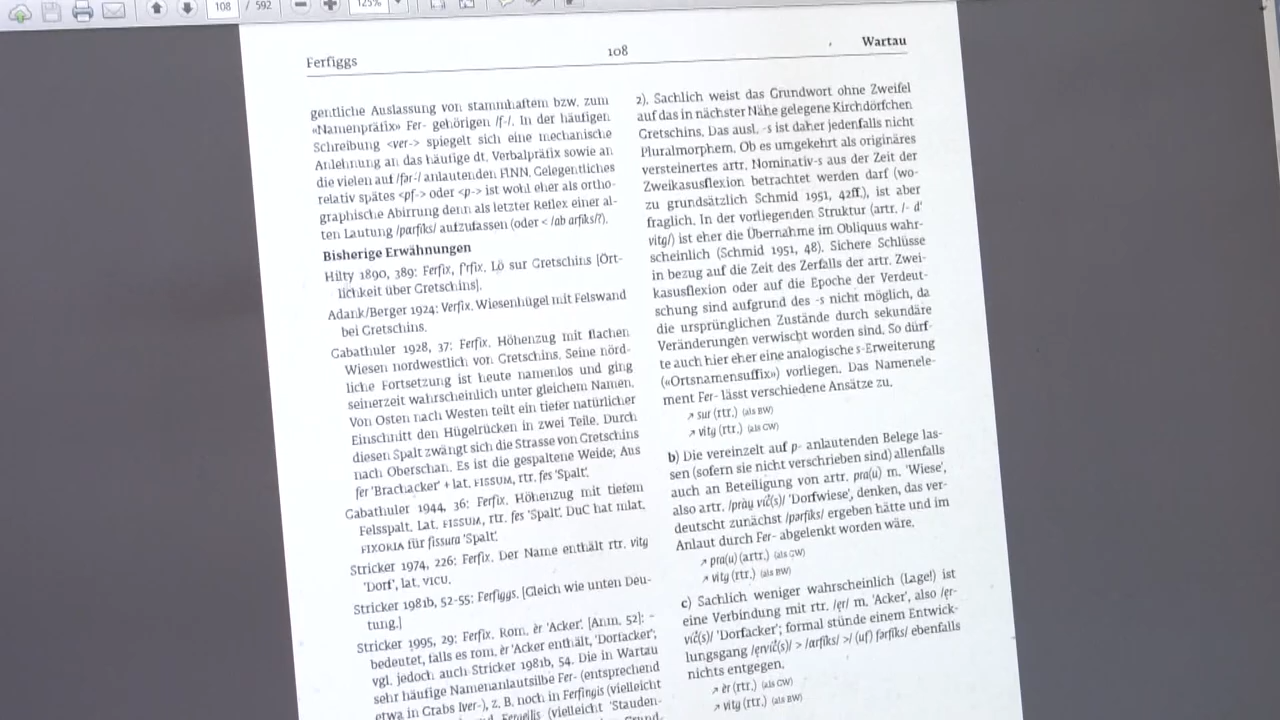 108 / 592
125%
Ferfiggs
108
Wartau
gentliche Auslassung von stammhaftem bzw. zum
«Namenpräfix» Fer- gehörigen /f-/. In der häufigen
Schreibung <ver-> spiegelt sich eine mechanische
Anlehnung an das häufige dt. Verbalpräfix sowie an
die vielen auf /fər-/ anlautenden FlNN. Gelegentliches
relativ spätes <pf-> oder <p-> ist wohl eher als ortho-
graphische Abirrung denn als letzter Reflex einer al-
ten Lautung /parfiks/ aufzufassen (oder < /ab arfiks/?).
Bisherige Erwähnungen
Hilty 1890, 389: Ferfix, f'rfix. Lö sur Gretschins [Ört-
lichkeit über Gretschins].
Adank/Berger 1924: Verfix. Wiesenhügel mit Felswand
bei Gretschins.
Gabathuler 1928, 37: Ferfix. Höhenzug mit flachen
Wiesen nordwestlich von Gretschins. Seine nörd-
liche Fortsetzung ist heute namenlos und ging
seinerzeit wahrscheinlich unter gleichem Namen.
Von Osten nach Westen teilt ein tiefer natürlicher
Einschnitt den Hügelrücken in zwei Teile. Durch
diesen Spalt zwängt sich die Strasse von Gretschins
nach Oberschan. Es ist die gespaltene Weide; Aus
fer 'Brachacker' + lat. FISSUM, rtr. fes 'Spalt'.
Gabathuler 1944, 36: Ferfix. Höhenzug mit tiefem
Felsspalt. Lat. FISSUM, rtr. fes 'Spalt'. DuC hat mlat.
FIXORIA für fissura 'Spalt'.
Stricker 1974, 226: Ferfix. Der Name enthält rtr. vitg
'Dorf', lat. VICU.
Stricker 1981b, 52-55: Ferfiggs. [Gleich wie unten Deu-
tung.]
Stricker 1995, 29: Ferfix. Rom. èr 'Acker'. [Anm. 52]: -
bedeutet, falls es rom. èr 'Acker enthält, 'Dorfacker';
vgl. jedoch auch Stricker 1981b, 54. Die in Wartau
sehr häufige Namenanlautsilbe Fer- (entsprechend
etwa in Grabs Iver-), z. B. noch in Ferfingis (vielleicht
(vielleicht 'Stauden-
2). Sachlich weist das Grundwort ohne Zweifel
auf das in nächster Nähe gelegene Kirchdörfchen
Gretschins. Das ausl. -s ist daher jedenfalls nicht
Pluralmorphem. Ob es umgekehrt als originäres
versteinertes artr. Nominativ-s aus der Zeit der
Zweikasusflexion betrachtet werden darf (wo-
zu grundsätzlich Schmid 1951, 42ff.), ist aber
fraglich. In der vorliegenden Struktur (artr. /- d'
vitg/) ist eher die Übernahme im Obliquus wahr-
scheinlich (Schmid 1951, 48). Sichere Schlüsse
in bezug auf die Zeit des Zerfalls der artr. Zwei-
kasusflexion oder auf die Epoche der Verdeut-
schung sind aufgrund des -s nicht möglich, da
die ursprünglichen Zustände durch sekundäre
Veränderungen verwischt worden sind. So dürf-
te auch hier eher eine analogische s-Erweiterung
(«Ortsnamensuffix») vorliegen. Das Namenele-
ment Fer- lässt verschiedene Ansätze zu.
↗ sur (rtr.) (als BW)
↗ vitg (rtr.) (als GW)
b) Die vereinzelt auf p- anlautenden Belege las-
sen (sofern sie nicht verschrieben sind) allenfalls
auch an Beteiligung von artr. pra(u) m. 'Wiese',
also artr. /pràu̯ vić(s)/ 'Dorfwiese', denken, das ver-
deutscht zunächst /pərfiks/ ergeben hätte und im
Anlaut durch Fer- abgelenkt worden wäre.
↗ pra(u) (artr.) (als GW)
↗ vitg (rtr.) (als BW)
c) Sachlich weniger wahrscheinlich (Lage!) ist
eine Verbindung mit rtr. /ẹr/ m. 'Acker', also /ẹr-
vić(s)/ 'Dorfacker'; formal stünde einem Entwick-
lungsgang /ẹrvić(s)/ > /arfiks/ >/ (uf) fərfiks/ ebenfalls
nichts entgegen.
↗ èr (rtr.) (als GW)
↗ vitg (rtr.) (als BW)